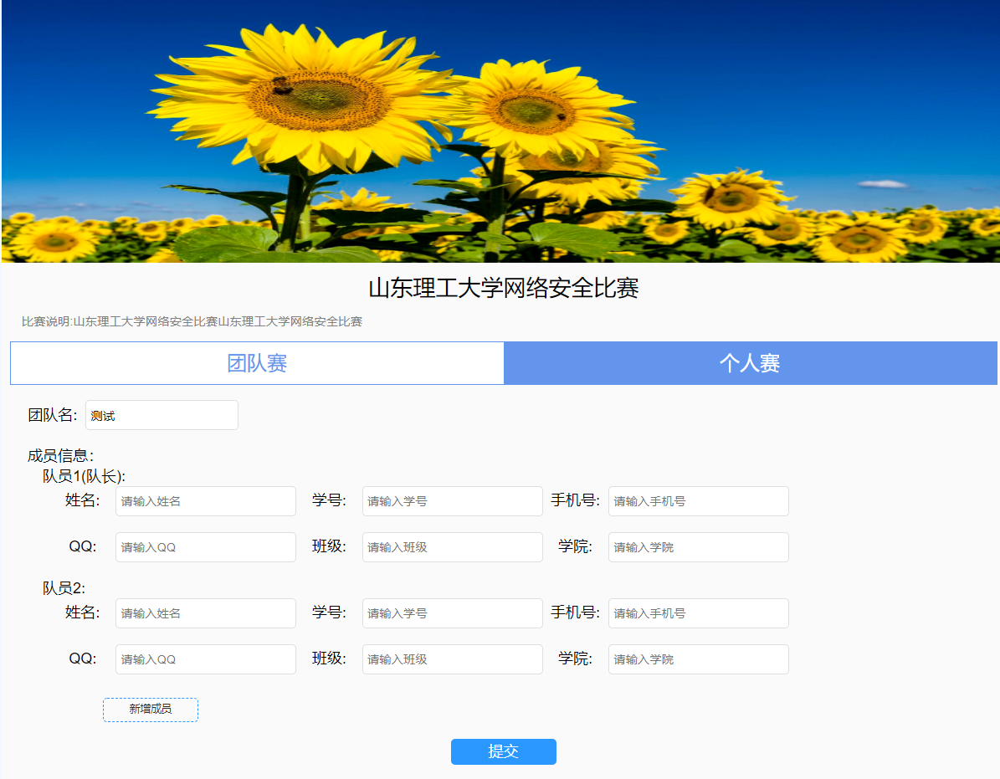 山东理工大学网络安全比赛
比赛说明:山东理工大学网络安全比赛山东理工大学网络安全比赛
团队赛 个人赛
团队名: 测试
成员信息:
队员1(队长):
姓名: 请输入姓名 学号: 请输入学号 手机号: 请输入手机号
QQ: 请输入QQ 班级: 请输入班级 学院: 请输入学院
队员2:
姓名: 请输入姓名 学号: 请输入学号 手机号: 请输入手机号
QQ: 请输入QQ 班级: 请输入班级 学院: 请输入学院
新增成员
提交